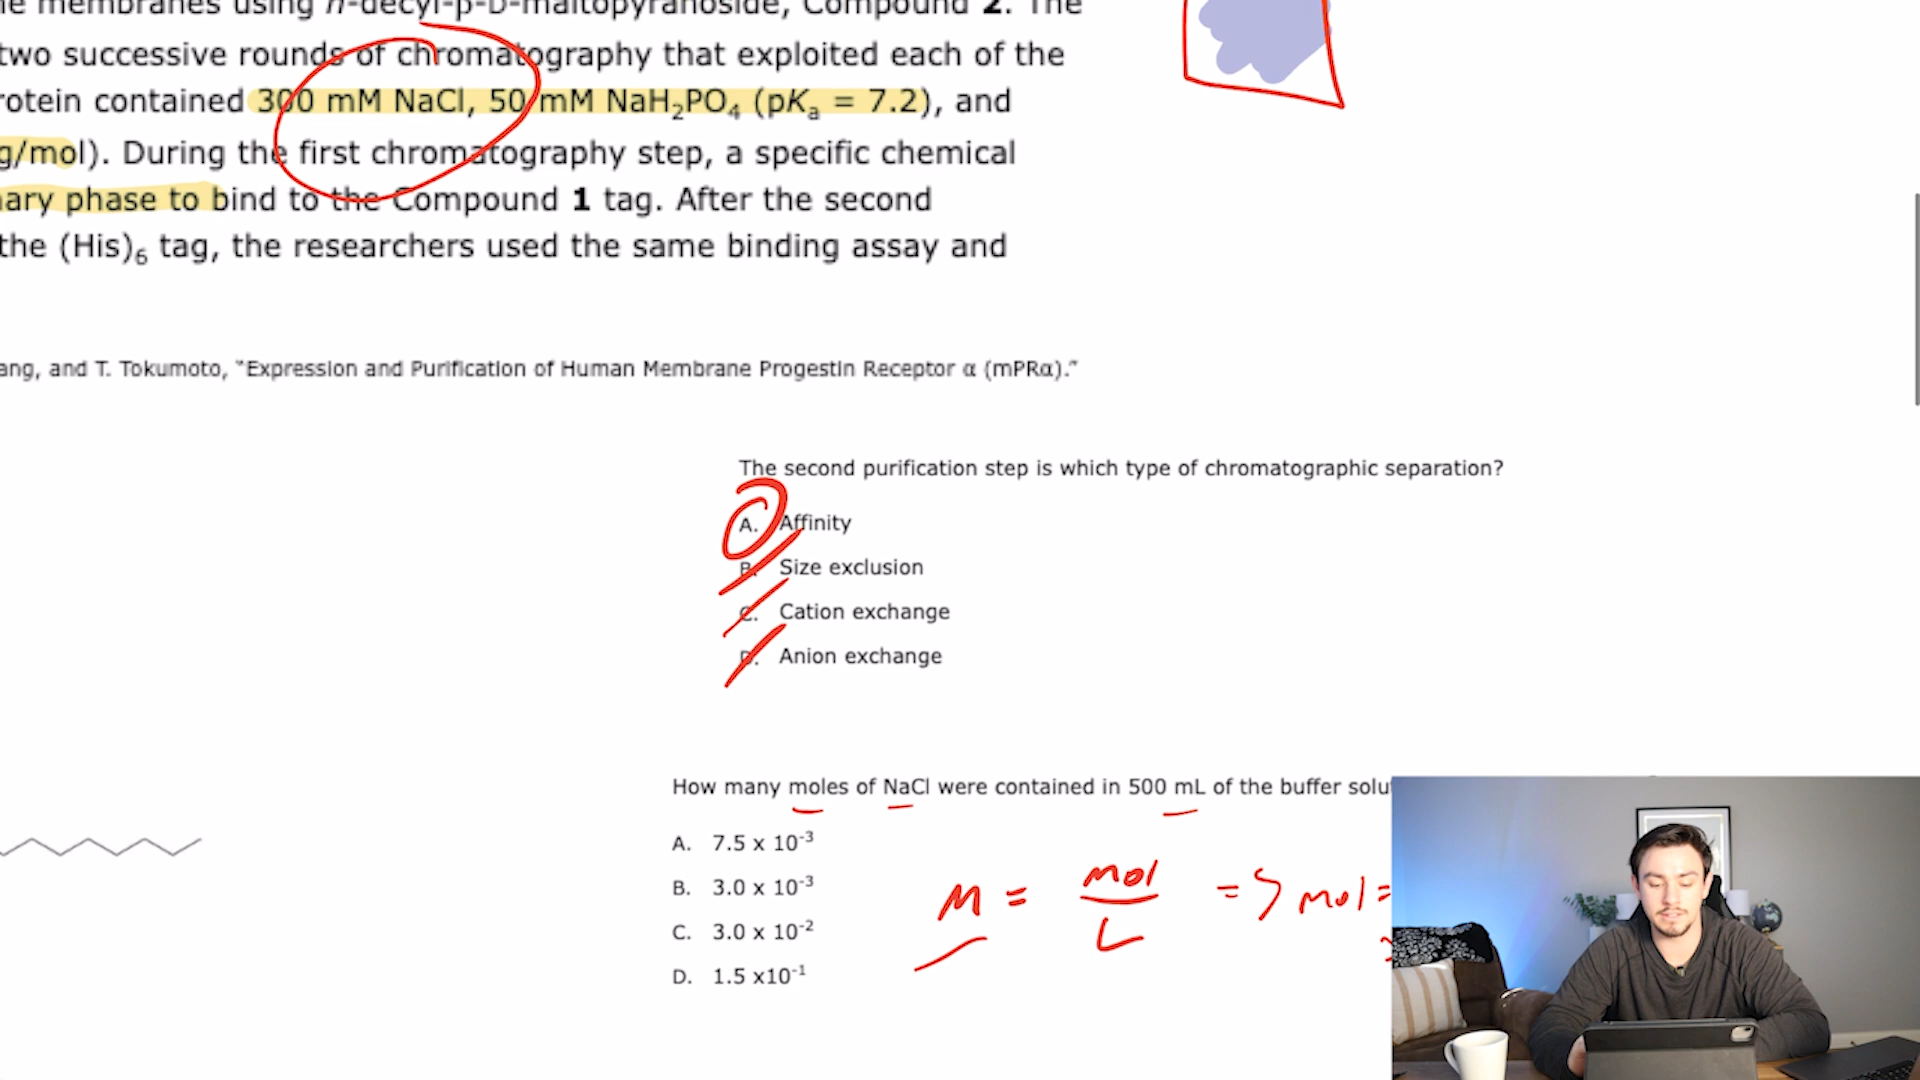 membranes using n-decyl-β-D-maltopyranoside, Compound 2. The
two successive rounds of chromatography that exploited each of the
rotein contained 300 mM NaCl, 50 mM NaH₂PO₄ (pKₐ = 7.2), and
g/mol). During the first chromatography step, a specific chemical
ary phase to bind to the Compound 1 tag. After the second
the (His)₆ tag, the researchers used the same binding assay and
ang, and T. Tokumoto, "Expression and Purification of Human Membrane Progestin Receptor α (mPRα)."
The second purification step is which type of chromatographic separation?
A. Affinity
B. Size exclusion
C. Cation exchange
D. Anion exchange
How many moles of NaCl were contained in 500 mL of the buffer solu
A. 7.5 x 10⁻³
B. 3.0 x 10⁻³
C. 3.0 x 10⁻²
D. 1.5 x10⁻¹
M = mol / L => mol =